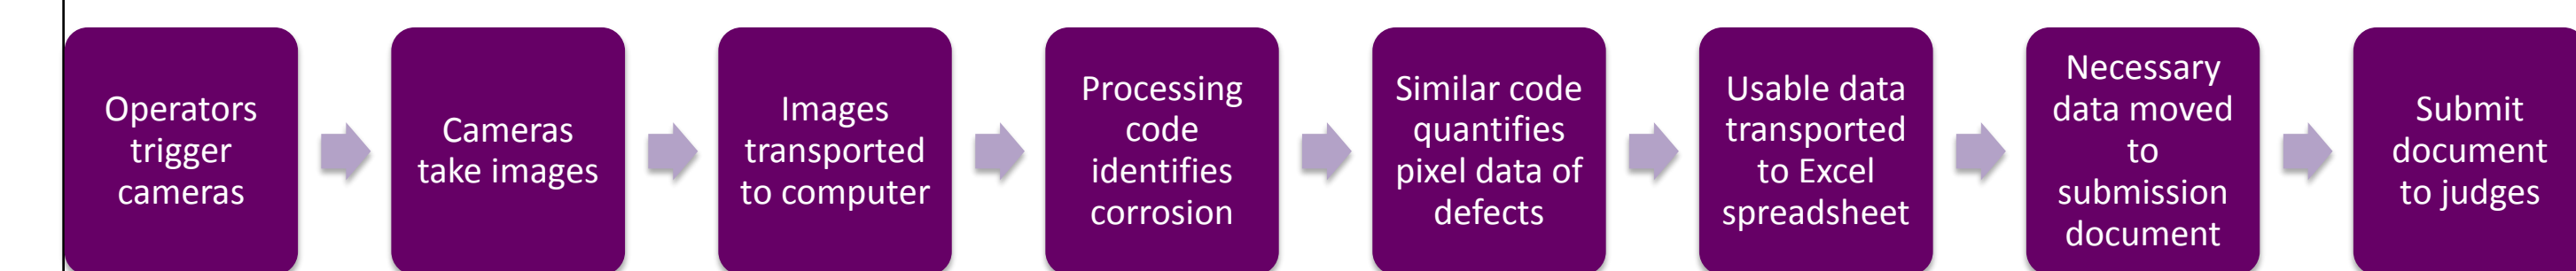 Operators
trigger
cameras
Cameras
take images
Images
transported
to computer
Processing
code
identifies
corrosion
Similar code
quantifies
pixel data of
defects
Usable data
transported
to Excel
spreadsheet
Necessary
data moved
to
submission
document
Submit
document
to judges